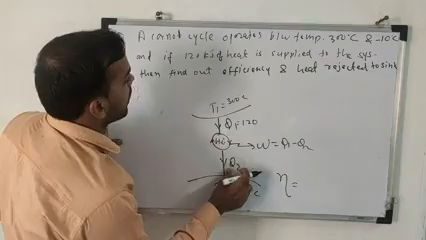 A carnot cycle operates b/w temp. 300°C & -10°C
and if 120 kJ of heat is supplied to the sys-
then find out efficiency & heat rejected to sink
T1=300°C
Q1=120
HE
W = Q1-Q2
Q2
η =